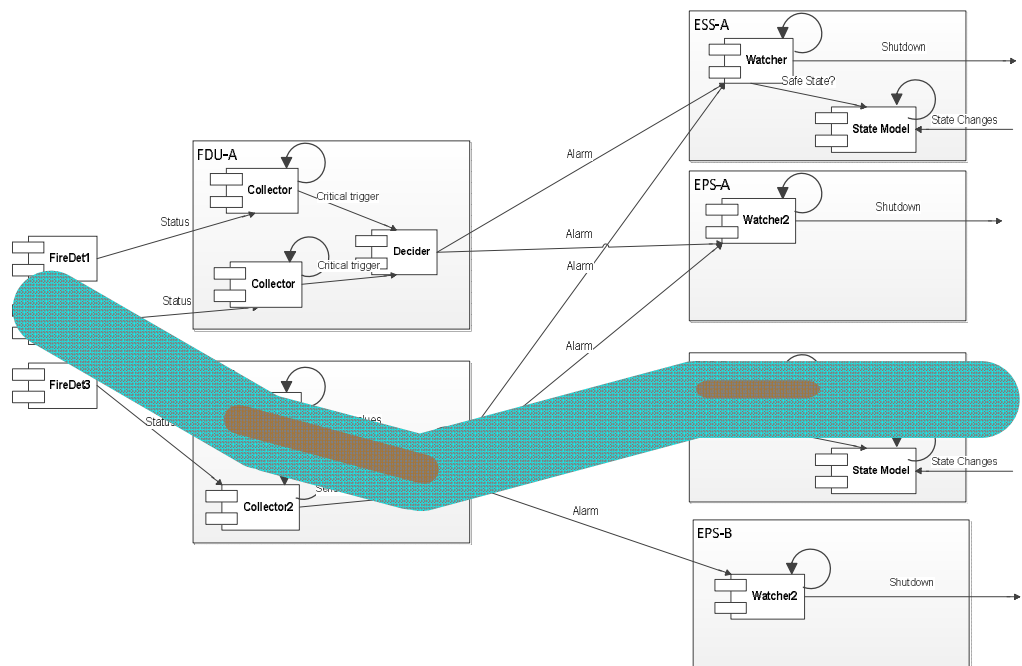 ESS-A
Watcher
Shutdown
Safe State?
State Model
State Changes
FDU-A
Collector
Critical trigger
Alarm
Status
Decider
FireDet1
Collector
Critical trigger
Status
Alarm
Alarm
EPS-A
Watcher2
Shutdown
Alarm
FireDet3
Status
Collector2
State Model
State Changes
Alarm
EPS-B
Watcher2
Shutdown